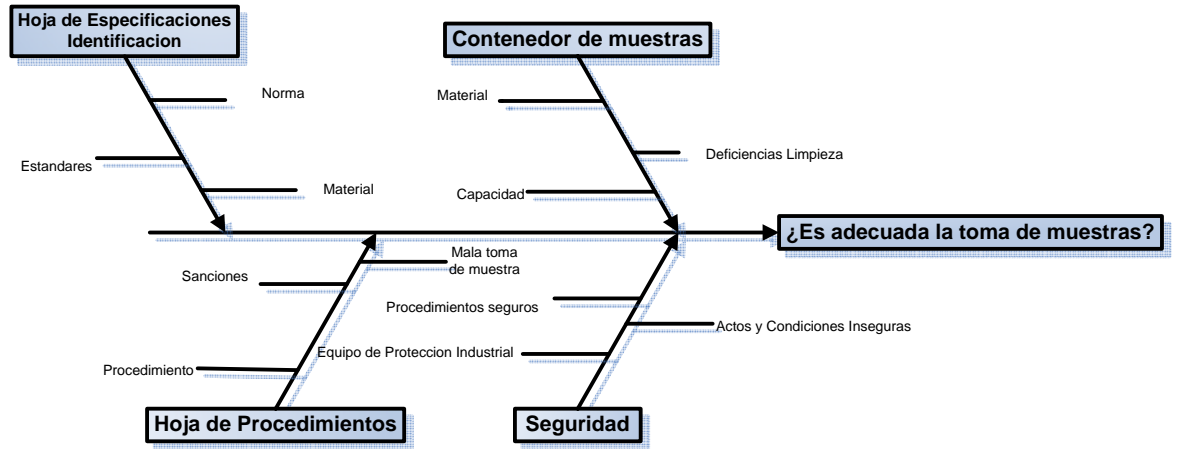 Hoja de Especificaciones
Identificacion
Contenedor de muestras
Norma
Material
Estandares
Deficiencias Limpieza
Material
Capacidad
¿Es adecuada la toma de muestras?
Mala toma
de muestra
Sanciones
Procedimientos seguros
Actos y Condiciones Inseguras
Equipo de Proteccion Industrial
Procedimiento
Hoja de Procedimientos
Seguridad